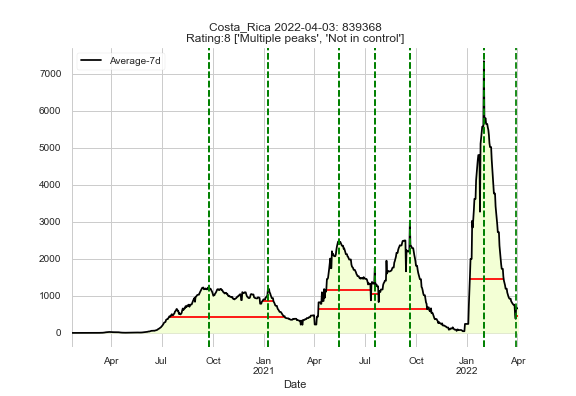 Costa_Rica 2022-04-03: 839368
Rating:8 ['Multiple peaks', 'Not in control']
Average-7d
7000
6000
5000
4000
3000
2000
1000
0
Apr Jul Oct Jan Apr Jul Oct Jan Apr
2021 2022
Date